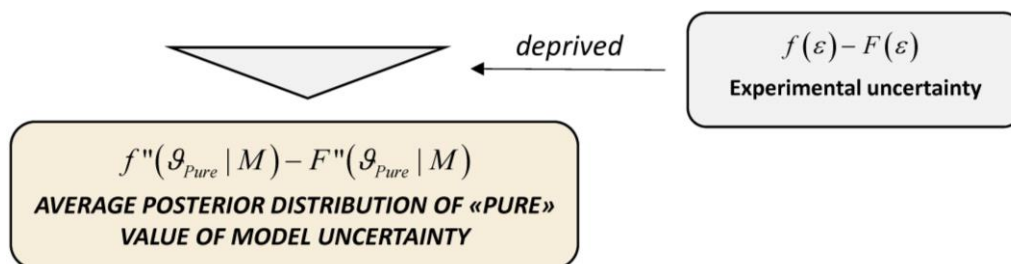 deprived
f(ε) – F(ε)
Experimental uncertainty
f"(ϑ_Pure | M) – F"(ϑ_Pure | M)
AVERAGE POSTERIOR DISTRIBUTION OF «PURE»
VALUE OF MODEL UNCERTAINTY